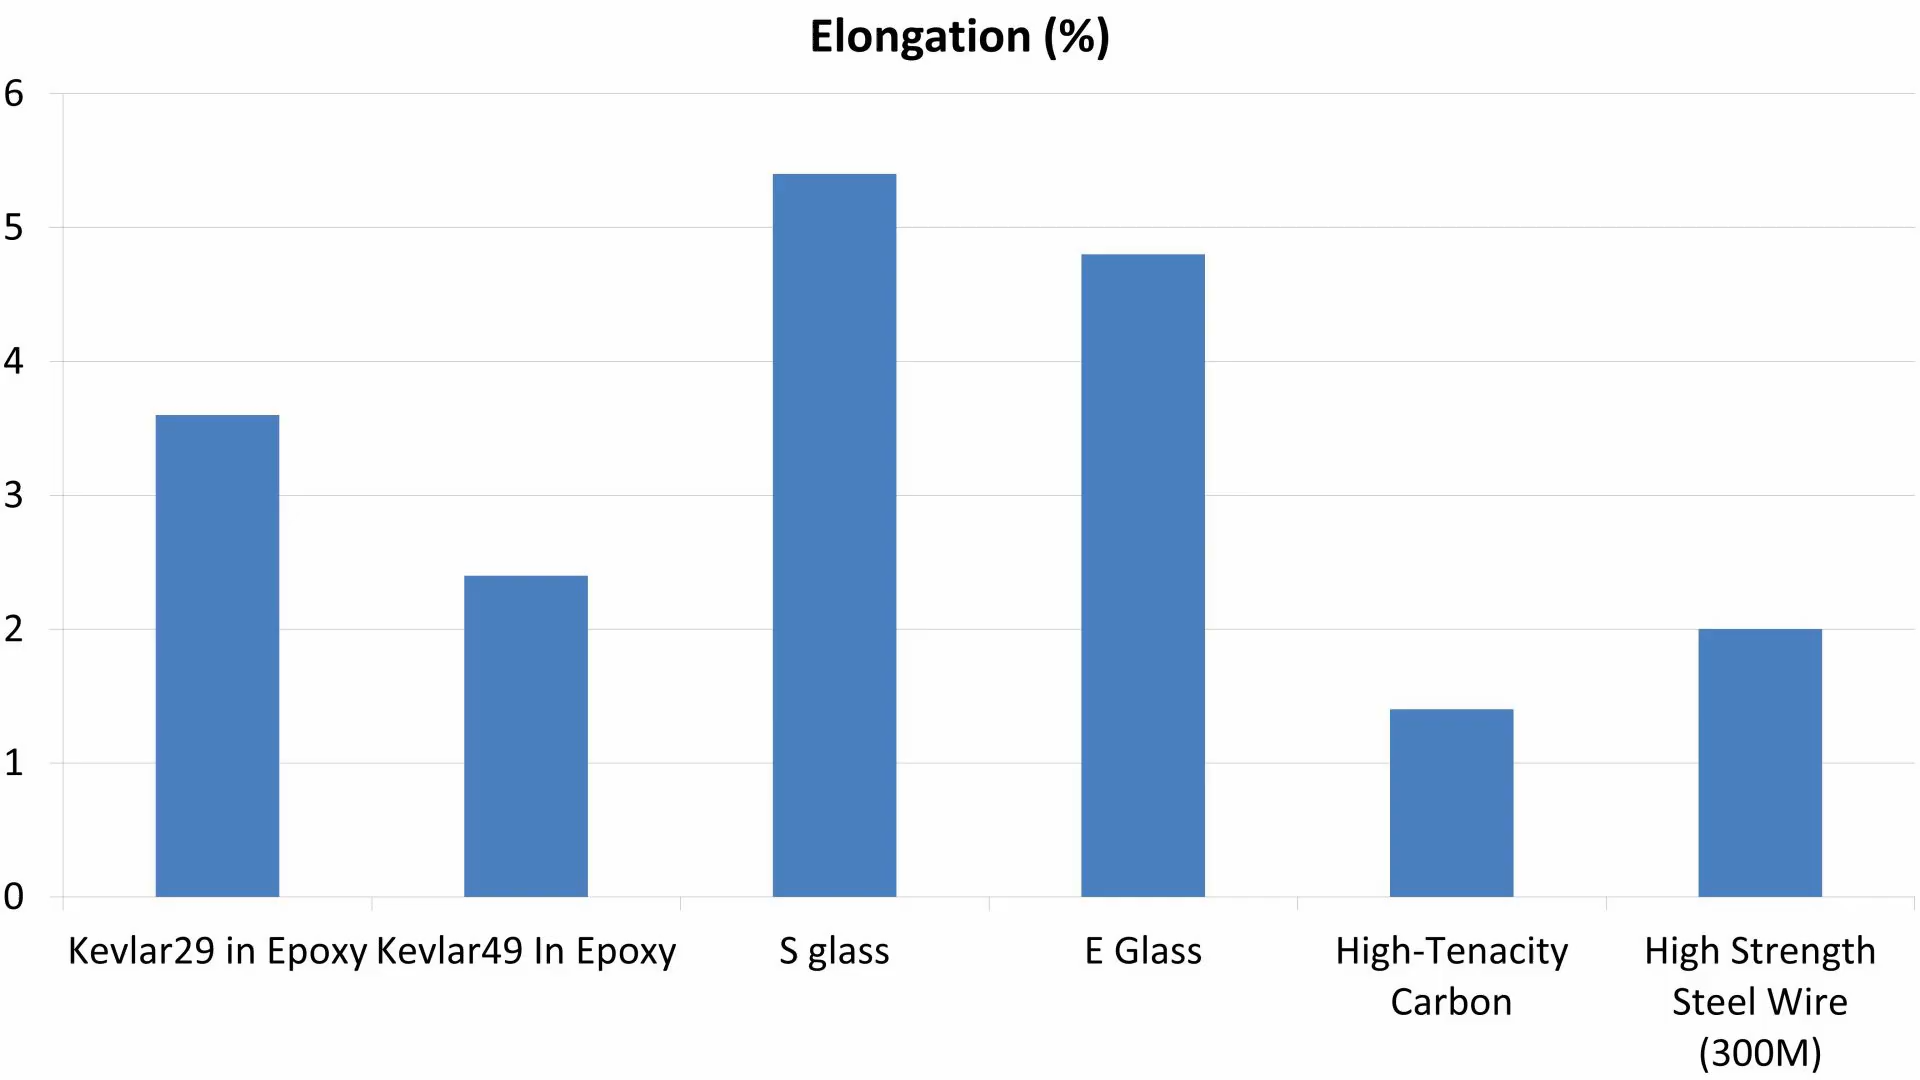 Elongation (%)
6
5
4
3
2
1
0
Kevlar29 in Epoxy
Kevlar49 In Epoxy
S glass
E Glass
High-Tenacity
Carbon
High Strength
Steel Wire
(300M)